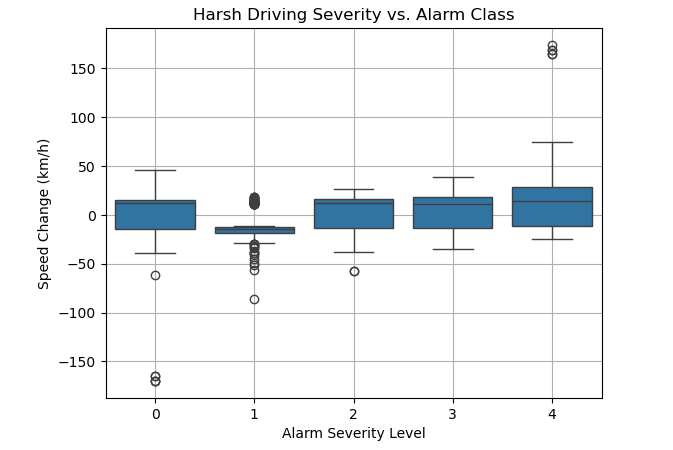 Harsh Driving Severity vs. Alarm Class
Speed Change (km/h)
150
100
50
0
−50
−100
−150
0 1 2 3 4
Alarm Severity Level